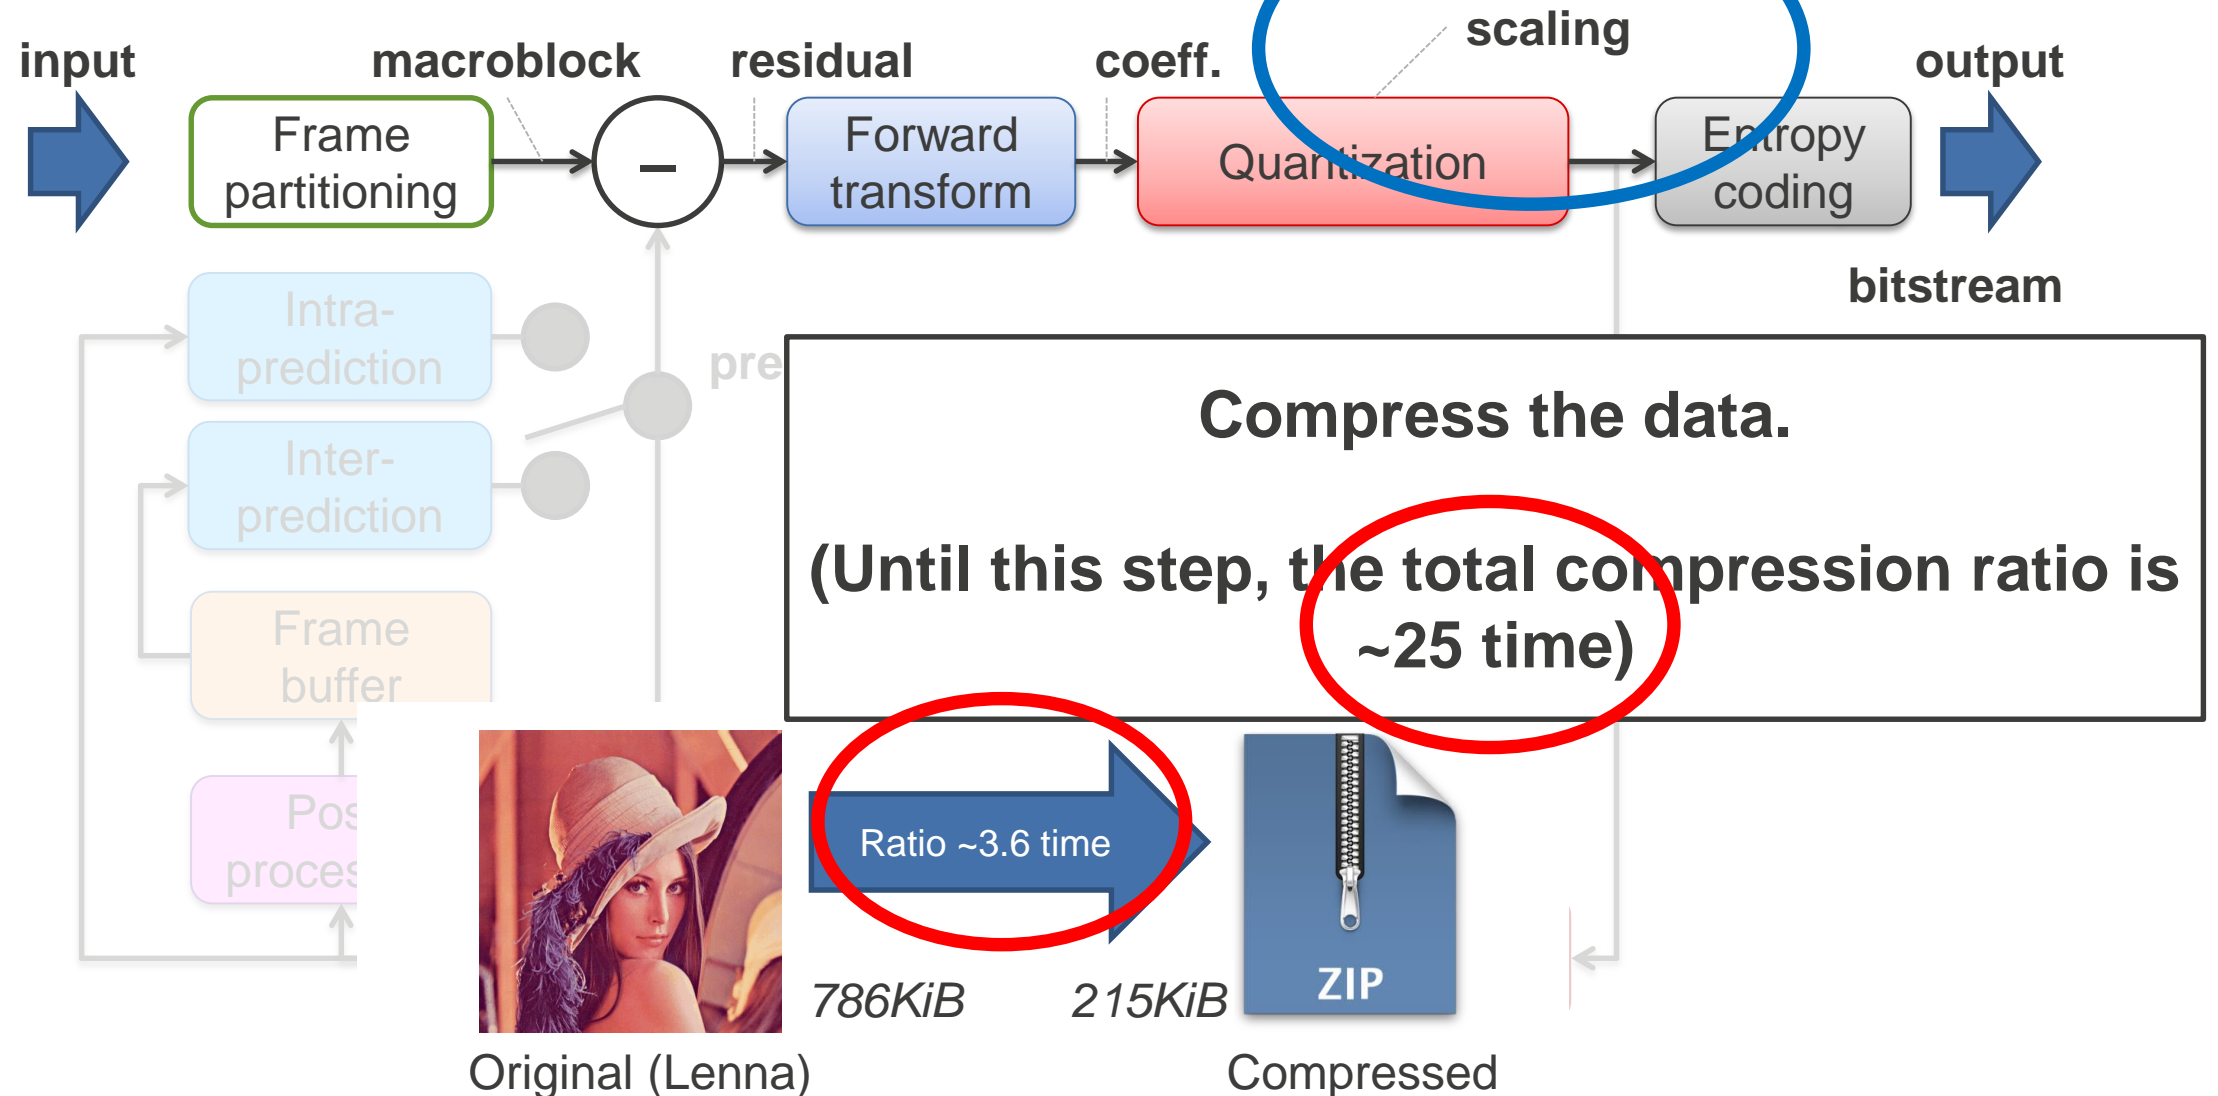 scaling
input
macroblock
residual
coeff.
output
Frame
partitioning
–
Forward
transform
Quantization
Entropy
coding
bitstream
Intra-
prediction
Inter-
prediction
Frame
buffer
Compress the data.
(Until this step, the total compression ratio is
~25 time)
Ratio ~3.6 time
786KiB
215KiB
ZIP
Original (Lenna)
Compressed